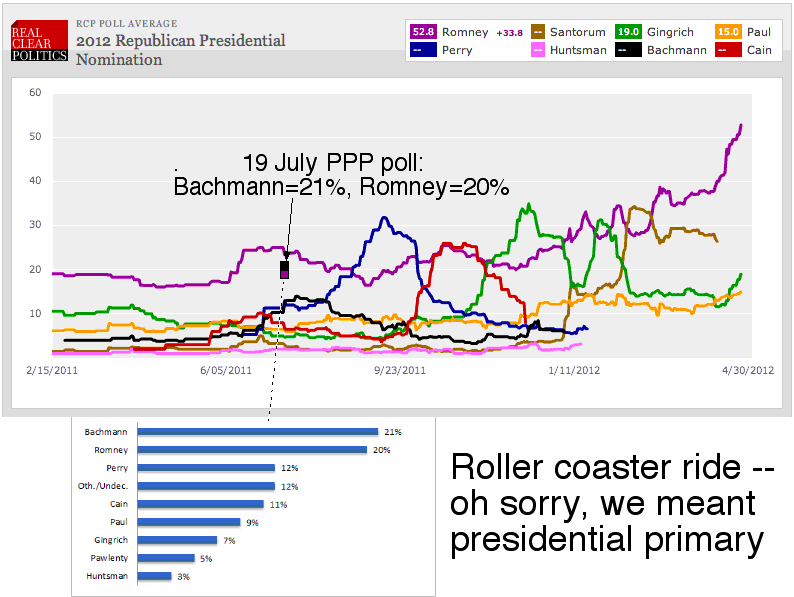 REAL
CLEAR
POLITICS
RCP POLL AVERAGE
2012 Republican Presidential
Nomination
52.8 Romney +33.8 -- Santorum 19.0 Gingrich 15.0 Paul
-- Perry -- Huntsman -- Bachmann -- Cain
60
50
40
30
20
10
. 19 July PPP poll:
Bachmann=21%, Romney=20%
2/15/2011 6/05/2011 9/23/2011 1/11/2012 4/30/2012
Bachmann 21%
Romney 20%
Perry 12%
Oth./Undec. 12%
Cain 11%
Paul 9%
Gingrich 7%
Pawlenty 5%
Huntsman 3%
Roller coaster ride --
oh sorry, we meant
presidential primary